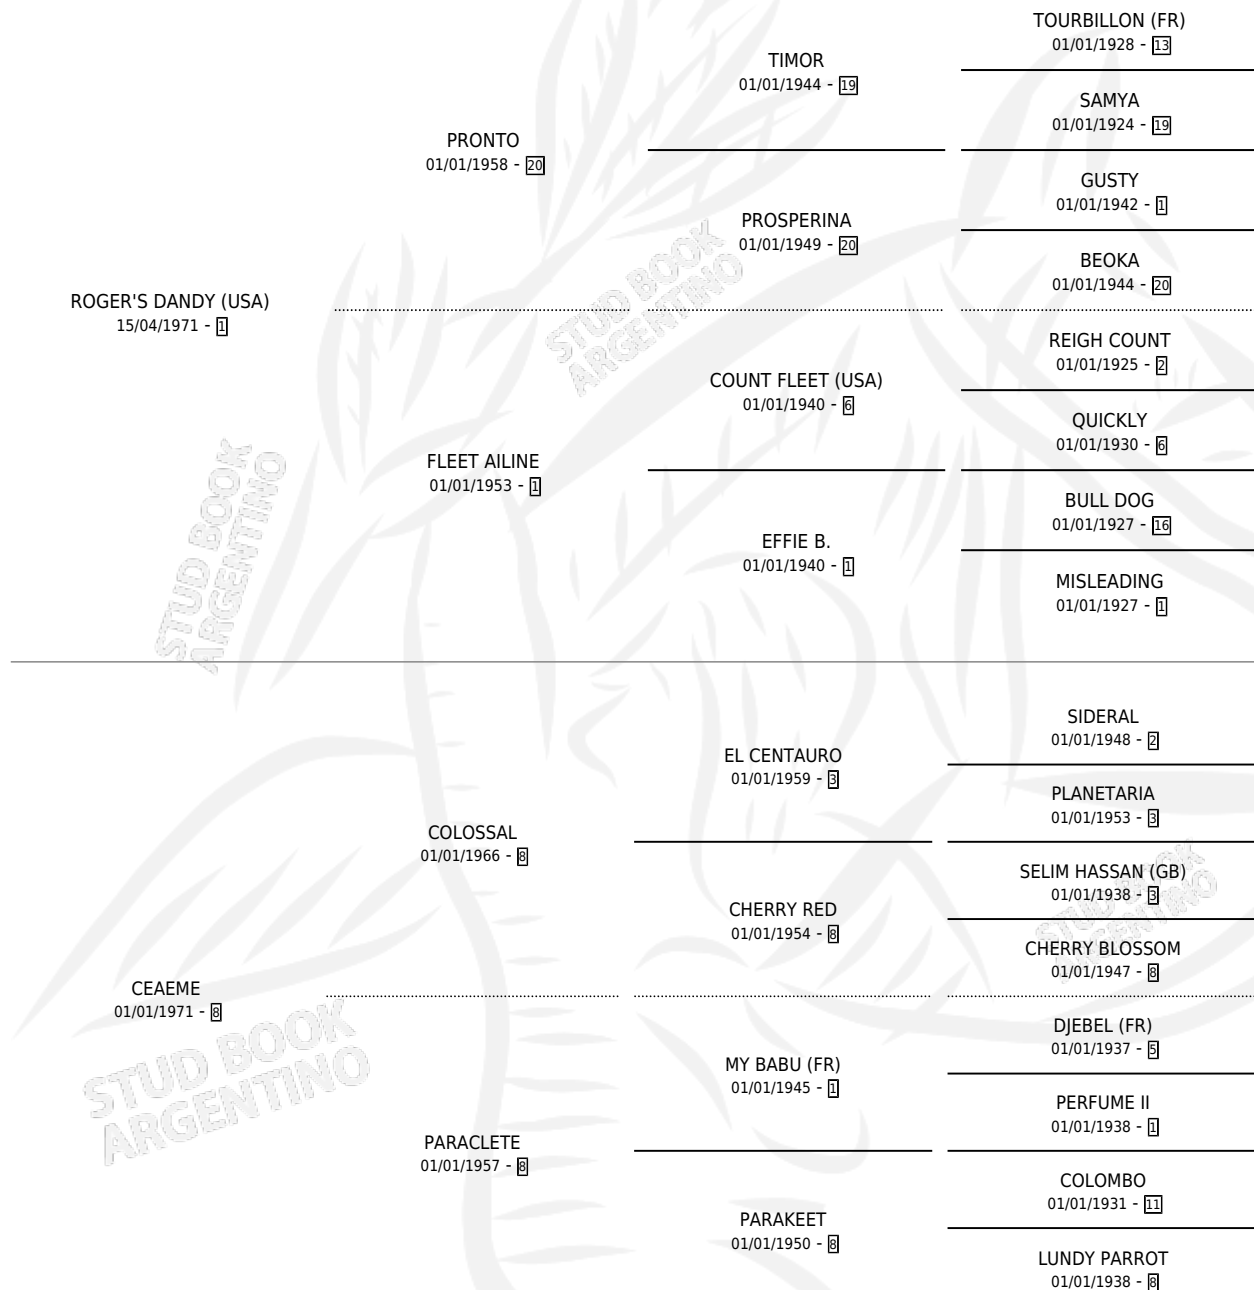 TOURBILLON (FR)
01/01/1928 - 13
TIMOR
01/01/1944 - 19
SAMYA
01/01/1924 - 19
PRONTO
01/01/1958 - 20
GUSTY
01/01/1942 - 1
PROSPERINA
01/01/1949 - 20
BEOKA
01/01/1944 - 20
ROGER'S DANDY (USA)
15/04/1971 - 1
REIGH COUNT
01/01/1925 - 2
COUNT FLEET (USA)
01/01/1940 - 6
QUICKLY
01/01/1930 - 6
FLEET AILINE
01/01/1953 - 1
BULL DOG
01/01/1927 - 16
EFFIE B.
01/01/1940 - 1
MISLEADING
01/01/1927 - 1
SIDERAL
01/01/1948 - 2
EL CENTAURO
01/01/1959 - 3
PLANETARIA
01/01/1953 - 3
COLOSSAL
01/01/1966 - 8
SELIM HASSAN (GB)
01/01/1938 - 3
CHERRY RED
01/01/1954 - 8
CHERRY BLOSSOM
01/01/1947 - 8
CEAEME
01/01/1971 - 8
DJEBEL (FR)
01/01/1937 - 5
MY BABU (FR)
01/01/1945 - 1
PERFUME II
01/01/1938 - 1
PARACLETE
01/01/1957 - 8
COLOMBO
01/01/1931 - 11
PARAKEET
01/01/1950 - 8
LUNDY PARROT
01/01/1938 - 8
STUD BOOK
ARGENTINO
STUD BOOK
ARGENTINO
STUD BOOK
ARGENTINO
STUD BOOK
ARGENTINO